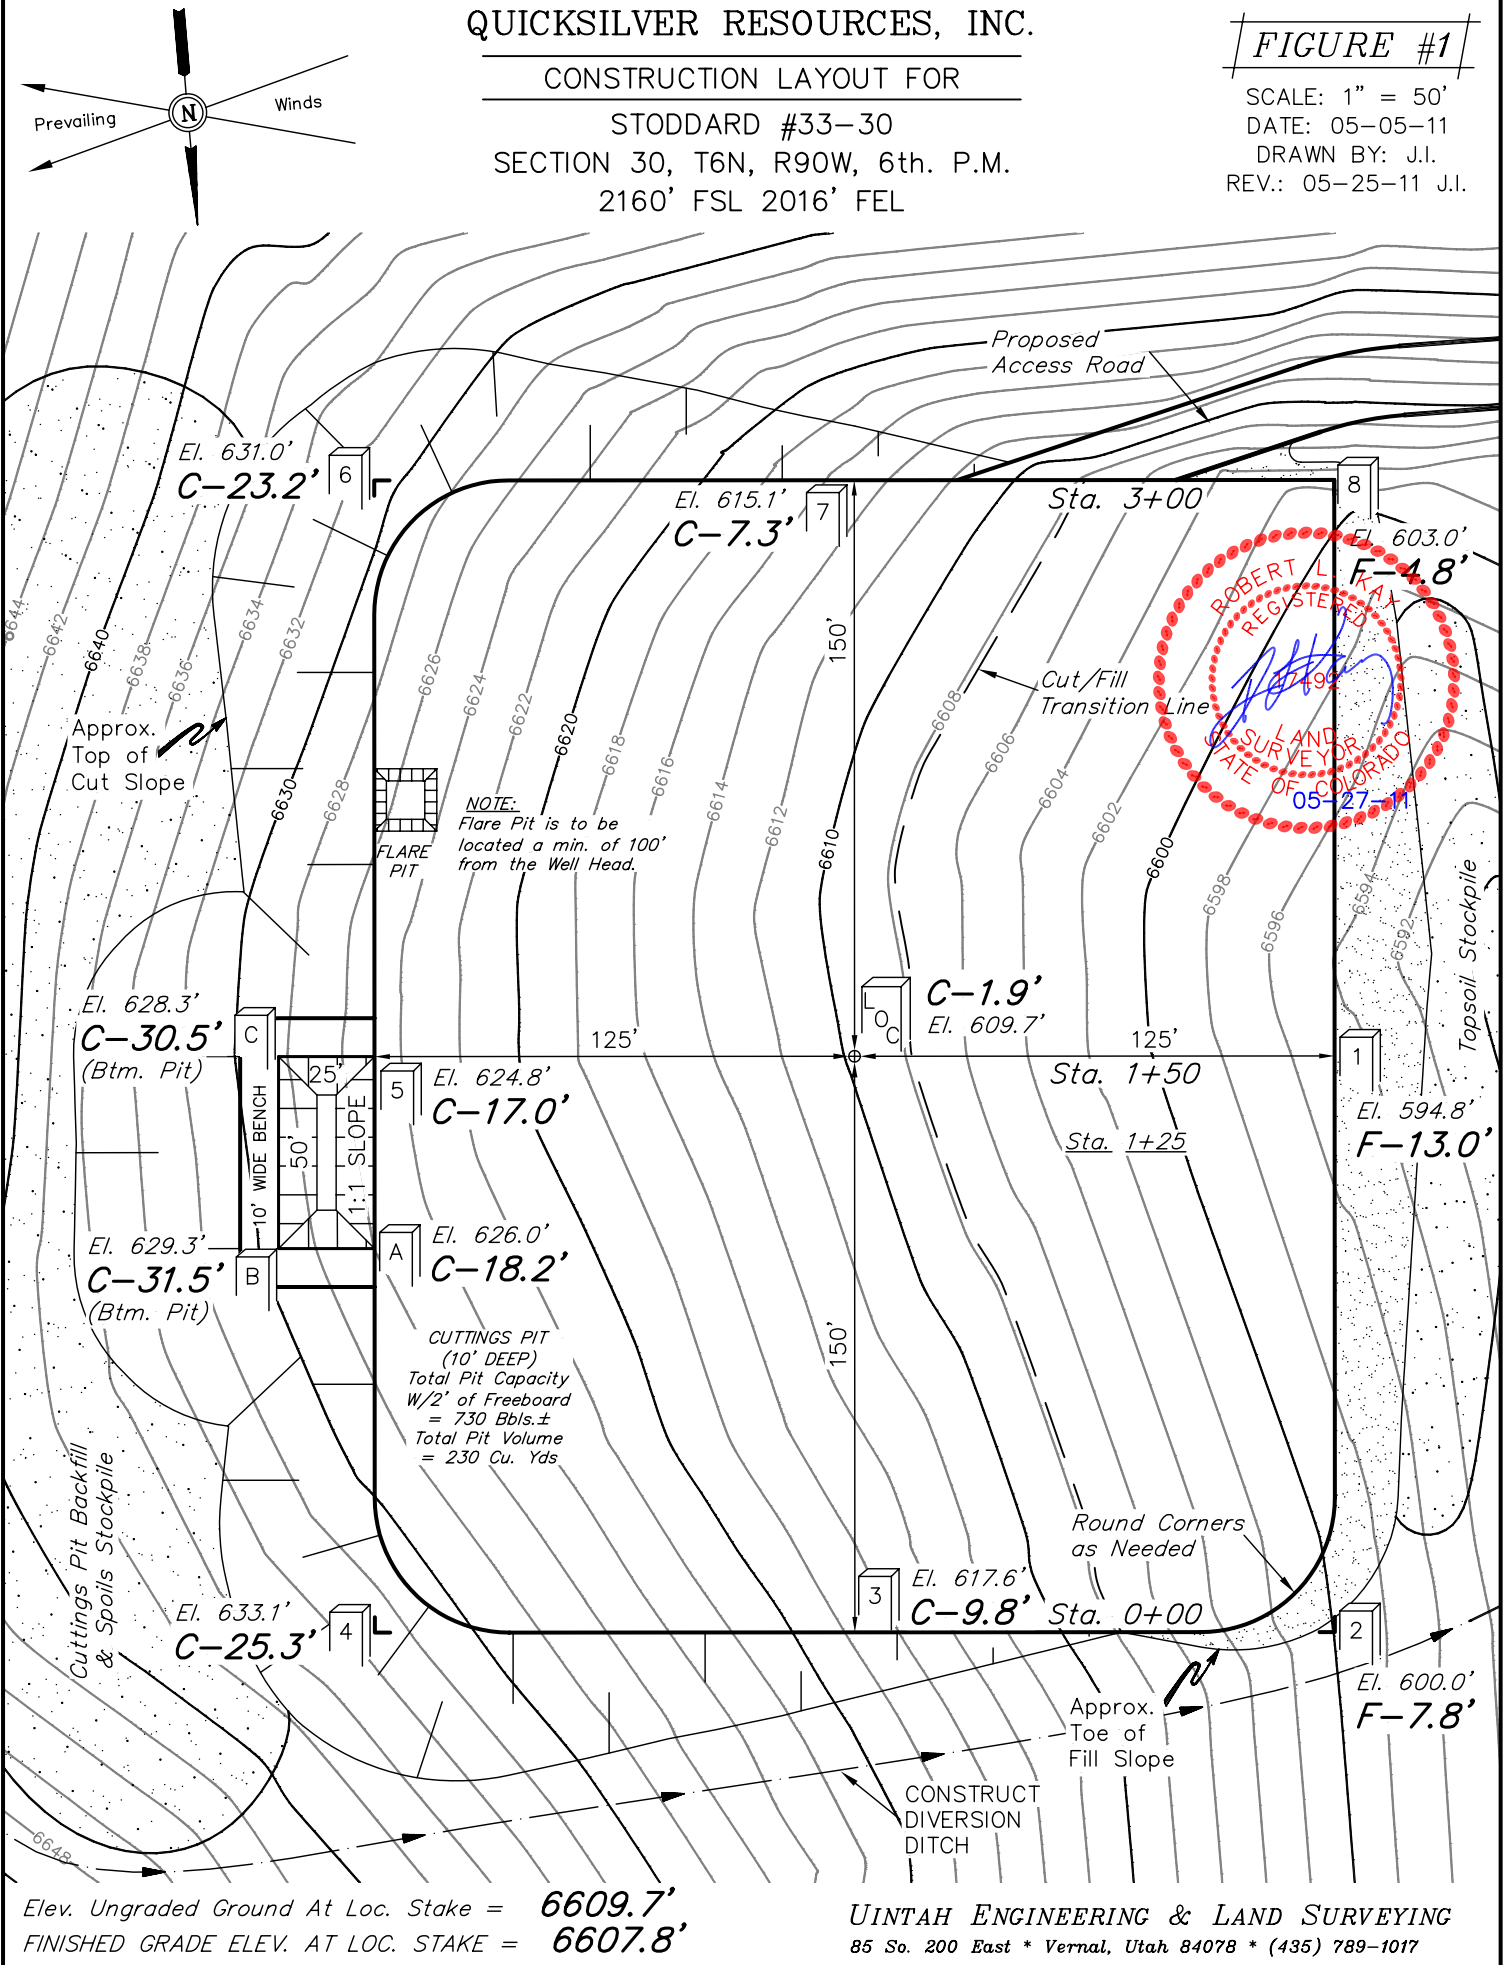 QUICKSILVER RESOURCES, INC.
CONSTRUCTION LAYOUT FOR
STODDARD #33-30
SECTION 30, T6N, R90W, 6th. P.M.
2160' FSL 2016' FEL
FIGURE #1
SCALE: 1" = 50'
DATE: 05-05-11
DRAWN BY: J.I.
REV.: 05-25-11 J.I.
Prevailing
N
Winds
Proposed
Access Road
El. 631.0'
C-23.2'
6
El. 615.1'
C-7.3'
7
Sta. 3+00
8
El. 603.0'
F-4.8'
ROBERT L. KAY
REGISTERED
17492
LAND
SURVEYOR
STATE OF COLORADO
05-27-11
6644
6642
6640
6638
6636
6634
6632
6630
6628
6626
6624
6622
6620
6618
6616
6614
6612
6610
6608
6606
6604
6602
6600
6598
6596
6594
6592
150'
Cut/Fill
Transition Line
Approx.
Top of
Cut Slope
FLARE
PIT
NOTE:
Flare Pit is to be
located a min. of 100'
from the Well Head.
Topsoil Stockpile
El. 628.3'
C-30.5'
(Btm. Pit)
C
LOC
C-1.9'
El. 609.7'
125'
125'
Sta. 1+50
1
El. 594.8'
F-13.0'
25'
50'
10' WIDE BENCH
1:1 SLOPE
5
El. 624.8'
C-17.0'
Sta. 1+25
El. 629.3'
C-31.5'
(Btm. Pit)
B
A
El. 626.0'
C-18.2'
CUTTINGS PIT
(10' DEEP)
Total Pit Capacity
W/2' of Freeboard
= 730 Bbls.±
Total Pit Volume
= 230 Cu. Yds
150'
Cuttings Pit Backfill
& Spoils Stockpile
Round Corners
as Needed
El. 633.1'
C-25.3'
4
3
El. 617.6'
C-9.8'
Sta. 0+00
2
El. 600.0'
F-7.8'
Approx.
Toe of
Fill Slope
CONSTRUCT
DIVERSION
DITCH
6648
Elev. Ungraded Ground At Loc. Stake = 6609.7'
FINISHED GRADE ELEV. AT LOC. STAKE = 6607.8'
UINTAH ENGINEERING & LAND SURVEYING
85 So. 200 East * Vernal, Utah 84078 * (435) 789-1017